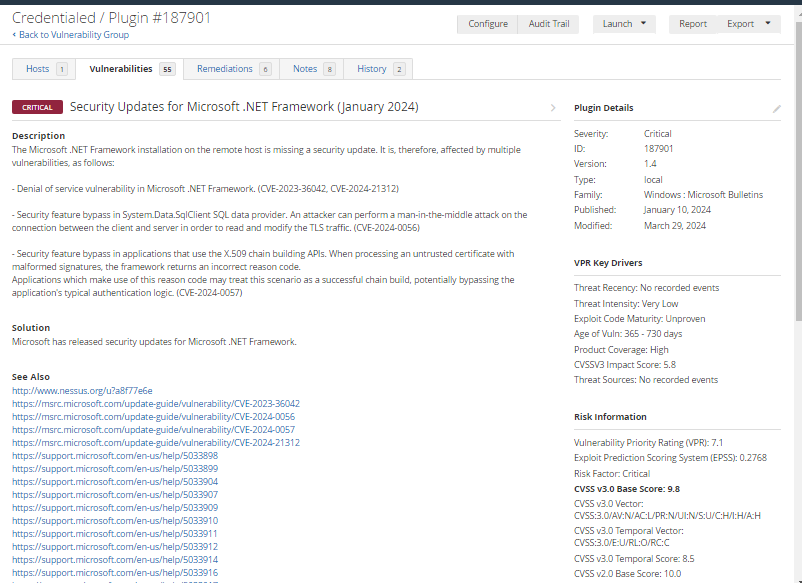 Credentialed / Plugin #187901
‹ Back to Vulnerability Group
Configure Audit Trail Launch Report Export
Hosts 1 Vulnerabilities 55 Remediations 6 Notes 8 History 2
CRITICAL Security Updates for Microsoft .NET Framework (January 2024)
Description
The Microsoft .NET Framework installation on the remote host is missing a security update. It is, therefore, affected by multiple
vulnerabilities, as follows:
- Denial of service vulnerability in Microsoft .NET Framework. (CVE-2023-36042, CVE-2024-21312)
- Security feature bypass in System.Data.SqlClient SQL data provider. An attacker can perform a man-in-the-middle attack on the
connection between the client and server in order to read and modify the TLS traffic. (CVE-2024-0056)
- Security feature bypass in applications that use the X.509 chain building APIs. When processing an untrusted certificate with
malformed signatures, the framework returns an incorrect reason code.
Applications which make use of this reason code may treat this scenario as a successful chain build, potentially bypassing the
application's typical authentication logic. (CVE-2024-0057)
Solution
Microsoft has released security updates for Microsoft .NET Framework.
See Also
http://www.nessus.org/u?a8f77e6e
https://msrc.microsoft.com/update-guide/vulnerability/CVE-2023-36042
https://msrc.microsoft.com/update-guide/vulnerability/CVE-2024-0056
https://msrc.microsoft.com/update-guide/vulnerability/CVE-2024-0057
https://msrc.microsoft.com/update-guide/vulnerability/CVE-2024-21312
https://support.microsoft.com/en-us/help/5033898
https://support.microsoft.com/en-us/help/5033899
https://support.microsoft.com/en-us/help/5033904
https://support.microsoft.com/en-us/help/5033907
https://support.microsoft.com/en-us/help/5033909
https://support.microsoft.com/en-us/help/5033910
https://support.microsoft.com/en-us/help/5033911
https://support.microsoft.com/en-us/help/5033912
https://support.microsoft.com/en-us/help/5033914
https://support.microsoft.com/en-us/help/5033916
Plugin Details
Severity: Critical
ID: 187901
Version: 1.4
Type: local
Family: Windows : Microsoft Bulletins
Published: January 10, 2024
Modified: March 29, 2024
VPR Key Drivers
Threat Recency: No recorded events
Threat Intensity: Very Low
Exploit Code Maturity: Unproven
Age of Vuln: 365 - 730 days
Product Coverage: High
CVSSV3 Impact Score: 5.8
Threat Sources: No recorded events
Risk Information
Vulnerability Priority Rating (VPR): 7.1
Exploit Prediction Scoring System (EPSS): 0.2768
Risk Factor: Critical
CVSS v3.0 Base Score: 9.8
CVSS v3.0 Vector:
CVSS:3.0/AV:N/AC:L/PR:N/UI:N/S:U/C:H/I:H/A:H
CVSS v3.0 Temporal Vector:
CVSS:3.0/E:U/RL:O/RC:C
CVSS v3.0 Temporal Score: 8.5
CVSS v2.0 Base Score: 10.0